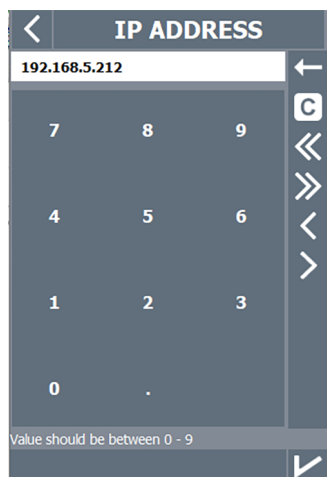 IP ADDRESS
192.168.5.212
C
7 8 9
4 5 6
1 2 3
0 .
Value should be between 0 - 9